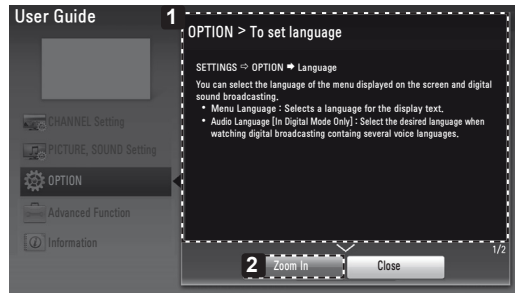 User Guide
1
OPTION > To set language
SETTINGS ⇨ OPTION ➡ Language
You can select the language of the menu displayed on the screen and digital
sound broadcasting.
• Menu Language : Selects a language for the display text.
• Audio Language [In Digital Mode Only] : Select the desired language when
watching digital broadcasting containg several voice languages.
CHANNEL Setting
PICTURE, SOUND Setting
OPTION
Advanced Function
Information
1/2
2
Zoom In
Close